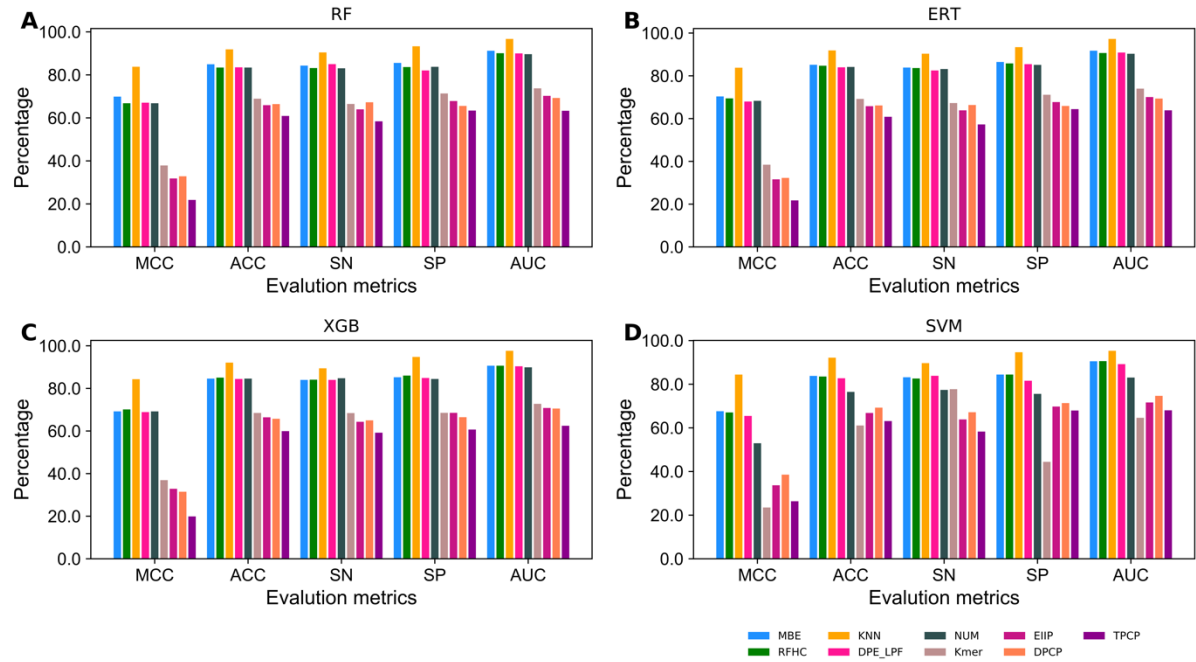 A
RF
100.0
80.0
60.0
40.0
20.0
0.0
Percentage
MCC ACC SN SP AUC
Evalution metrics
B
ERT
100.0
80.0
60.0
40.0
20.0
0.0
Percentage
MCC ACC SN SP AUC
Evalution metrics
C
XGB
100.0
80.0
60.0
40.0
20.0
0.0
Percentage
MCC ACC SN SP AUC
Evalution metrics
D
SVM
100.0
80.0
60.0
40.0
20.0
0.0
Percentage
MCC ACC SN SP AUC
Evalution metrics
MBE KNN NUM EIIP TPCP
RFHC DPE_LPF Kmer DPCP